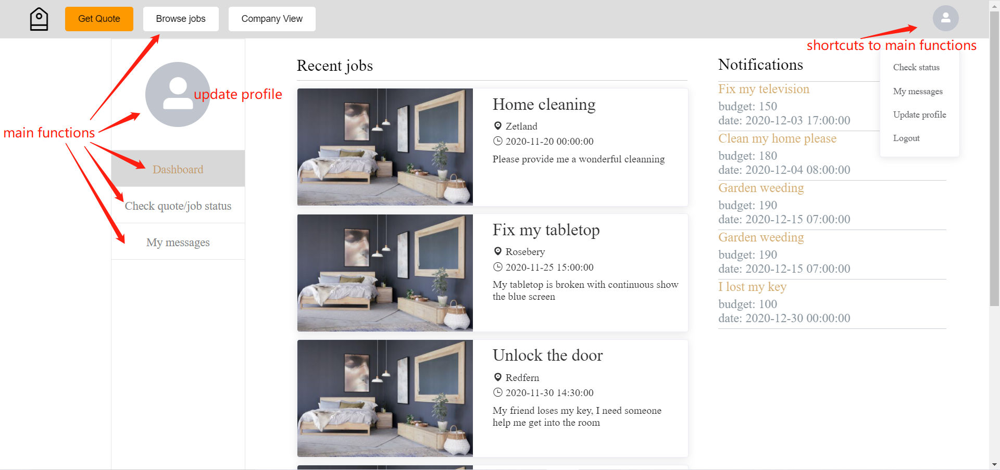 Get Quote
Browse jobs
Company View
shortcuts to main functions
update profile
main functions
Dashboard
Check quote/job status
My messages
Recent jobs
Home cleaning
Zetland
2020-11-20 00:00:00
Please provide me a wonderful cleanning
Fix my tabletop
Rosebery
2020-11-25 15:00:00
My tabletop is broken with continuous show
the blue screen
Unlock the door
Redfern
2020-11-30 14:30:00
My friend loses my key, I need someone
help me get into the room
Notifications
Fix my television
budget: 150
date: 2020-12-03 17:00:00
Clean my home please
budget: 180
date: 2020-12-04 08:00:00
Garden weeding
budget: 190
date: 2020-12-15 07:00:00
Garden weeding
budget: 190
date: 2020-12-15 07:00:00
I lost my key
budget: 100
date: 2020-12-30 00:00:00
Check status
My messages
Update profile
Logout